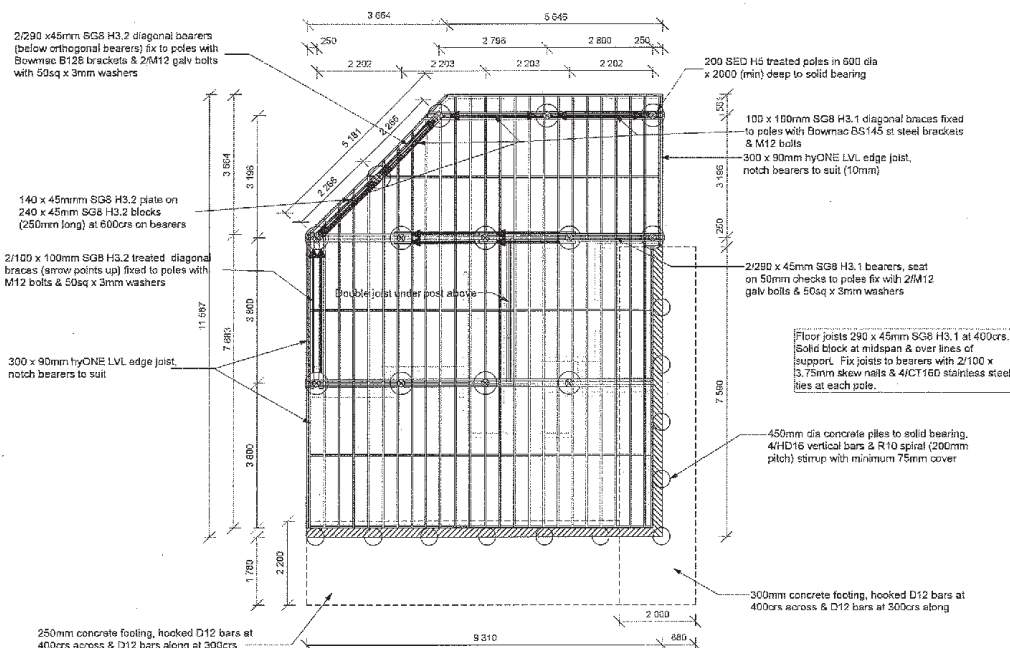 3 664
5 645
250
2 796
2 800
250
2 202
2 203
2 203
2 202
2/290 x45mm SG8 H3.2 diagonal bearers
(below orthogonal bearers) fix to poles with
Bowmac B128 brackets & 2/M12 galv bolts
with 50sq x 3mm washers
200 SED H5 treated poles in 600 dia
x 2000 (min) deep to solid bearing
100 x 100mm SG8 H3.1 diagonal braces fixed
to poles with Bowmac BS145 st steel brackets
& M12 bolts
300 x 90mm hyONE LVL edge joist,
notch bearers to suit (10mm)
5 181
2 266
2 266
3 664
3 196
3 196
250
140 x 45mmm SG8 H3.2 plate on
240 x 45mm SG8 H3.2 blocks
(250mm long) at 600crs on bearers
2/100 x 100mm SG8 H3.2 treated diagonal
braces (arrow points up) fixed to poles with
M12 bolts & 50sq x 3mm washers
2/290 x 45mm SG8 H3.1 bearers, seat
on 50mm checks to poles fix with 2/M12
galv bolts & 50sq x 3mm washers
Double joist under post above
11 567
7 683
3 800
3 800
7 590
300 x 90mm hyONE LVL edge joist,
notch bearers to suit
Floor joists 290 x 45mm SG8 H3.1 at 400crs.
Solid block at midspan & over lines of
support. Fix joists to bearers with 2/100 x
3.75mm skew nails & 4/CT16D stainless steel
ties at each pole.
450mm dia concrete piles to solid bearing,
4/HD16 vertical bars & R10 spiral (200mm
pitch) stirrup with minimum 75mm cover
1 780
2 200
2 000
300mm concrete footing, hooked D12 bars at
400crs across & D12 bars at 300crs along
250mm concrete footing, hooked D12 bars at
400crs across & D12 bars along at 300crs
9 310
880